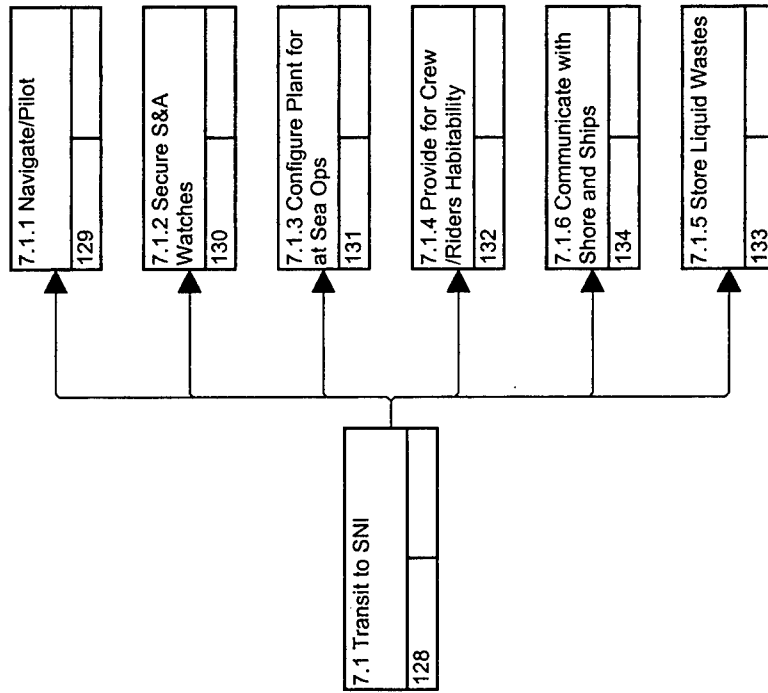 7.1 Transit to SNI
128
7.1.1 Navigate/Pilot
129
7.1.2 Secure S&A
Watches
130
7.1.3 Configure Plant for
at Sea Ops
131
7.1.4 Provide for Crew
/Riders Habitability
132
7.1.6 Communicate with
Shore and Ships
134
7.1.5 Store Liquid Wastes
133